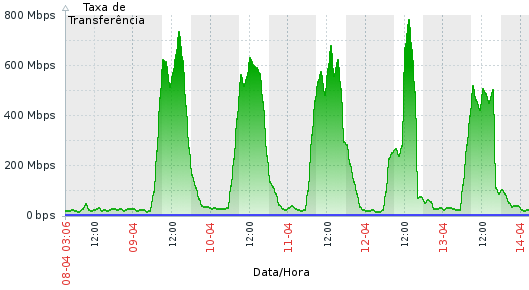 Taxa de
Transferência
800 Mbps
600 Mbps
400 Mbps
200 Mbps
0 bps
08-04 03:06
12:00
09-04
12:00
10-04
12:00
11-04
12:00
12-04
12:00
13-04
12:00
14-04
Data/Hora